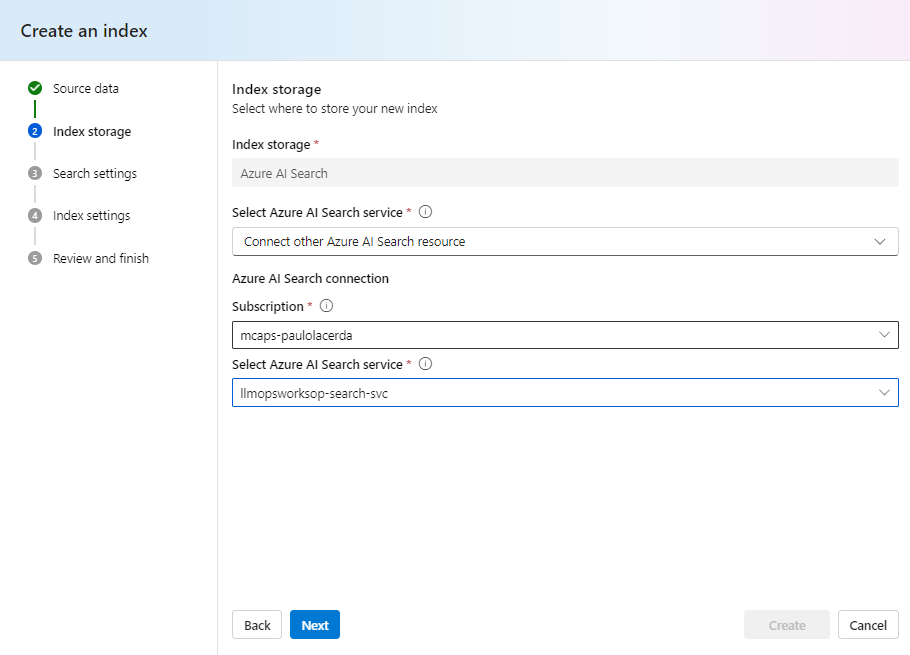 Create an index
Source data
2 Index storage
3 Search settings
4 Index settings
5 Review and finish
Index storage
Select where to store your new index
Index storage *
Azure AI Search
Select Azure AI Search service *
Connect other Azure AI Search resource
Azure AI Search connection
Subscription *
mcaps-paulolacerda
Select Azure AI Search service *
llmopsworksop-search-svc
Back Next Create Cancel